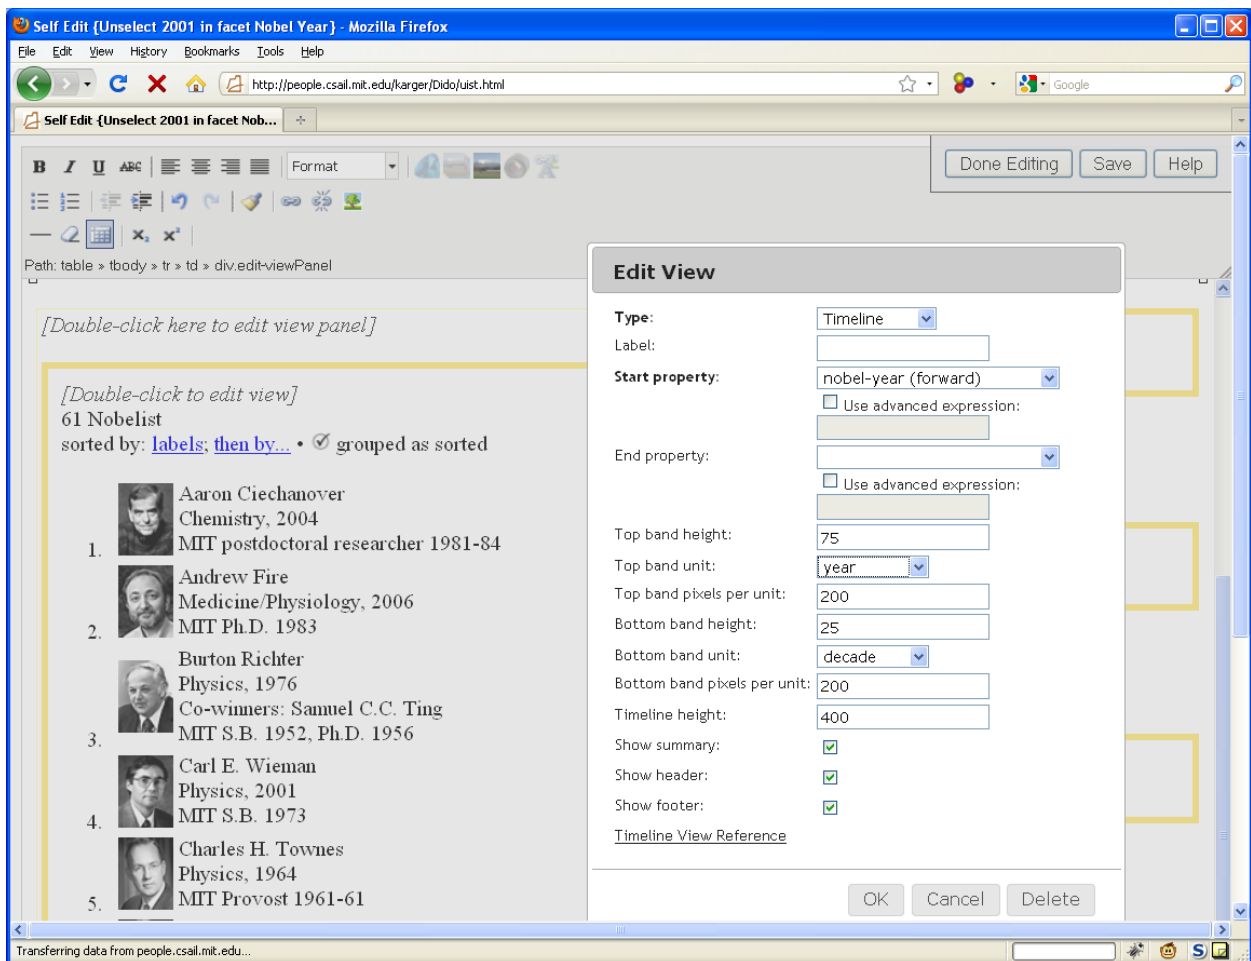 Self Edit {Unselect 2001 in facet Nobel Year} - Mozilla Firefox
File Edit View History Bookmarks Tools Help
http://people.csail.mit.edu/karger/Dido/uist.html
Google
Self Edit {Unselect 2001 in facet Nob...
B I U ABC Format
Done Editing Save Help
x₂ x²
Path: table » tbody » tr » td » div.edit-viewPanel
[Double-click here to edit view panel]
[Double-click to edit view]
61 Nobelist
sorted by: labels; then by... • grouped as sorted
1. Aaron Ciechanover
Chemistry, 2004
MIT postdoctoral researcher 1981-84
2. Andrew Fire
Medicine/Physiology, 2006
MIT Ph.D. 1983
3. Burton Richter
Physics, 1976
Co-winners: Samuel C.C. Ting
MIT S.B. 1952, Ph.D. 1956
4. Carl E. Wieman
Physics, 2001
MIT S.B. 1973
5. Charles H. Townes
Physics, 1964
MIT Provost 1961-61
Edit View
Type: Timeline
Label:
Start property: nobel-year (forward)
Use advanced expression:
End property:
Use advanced expression:
Top band height: 75
Top band unit: year
Top band pixels per unit: 200
Bottom band height: 25
Bottom band unit: decade
Bottom band pixels per unit: 200
Timeline height: 400
Show summary:
Show header:
Show footer:
Timeline View Reference
OK Cancel Delete
Transferring data from people.csail.mit.edu...
S